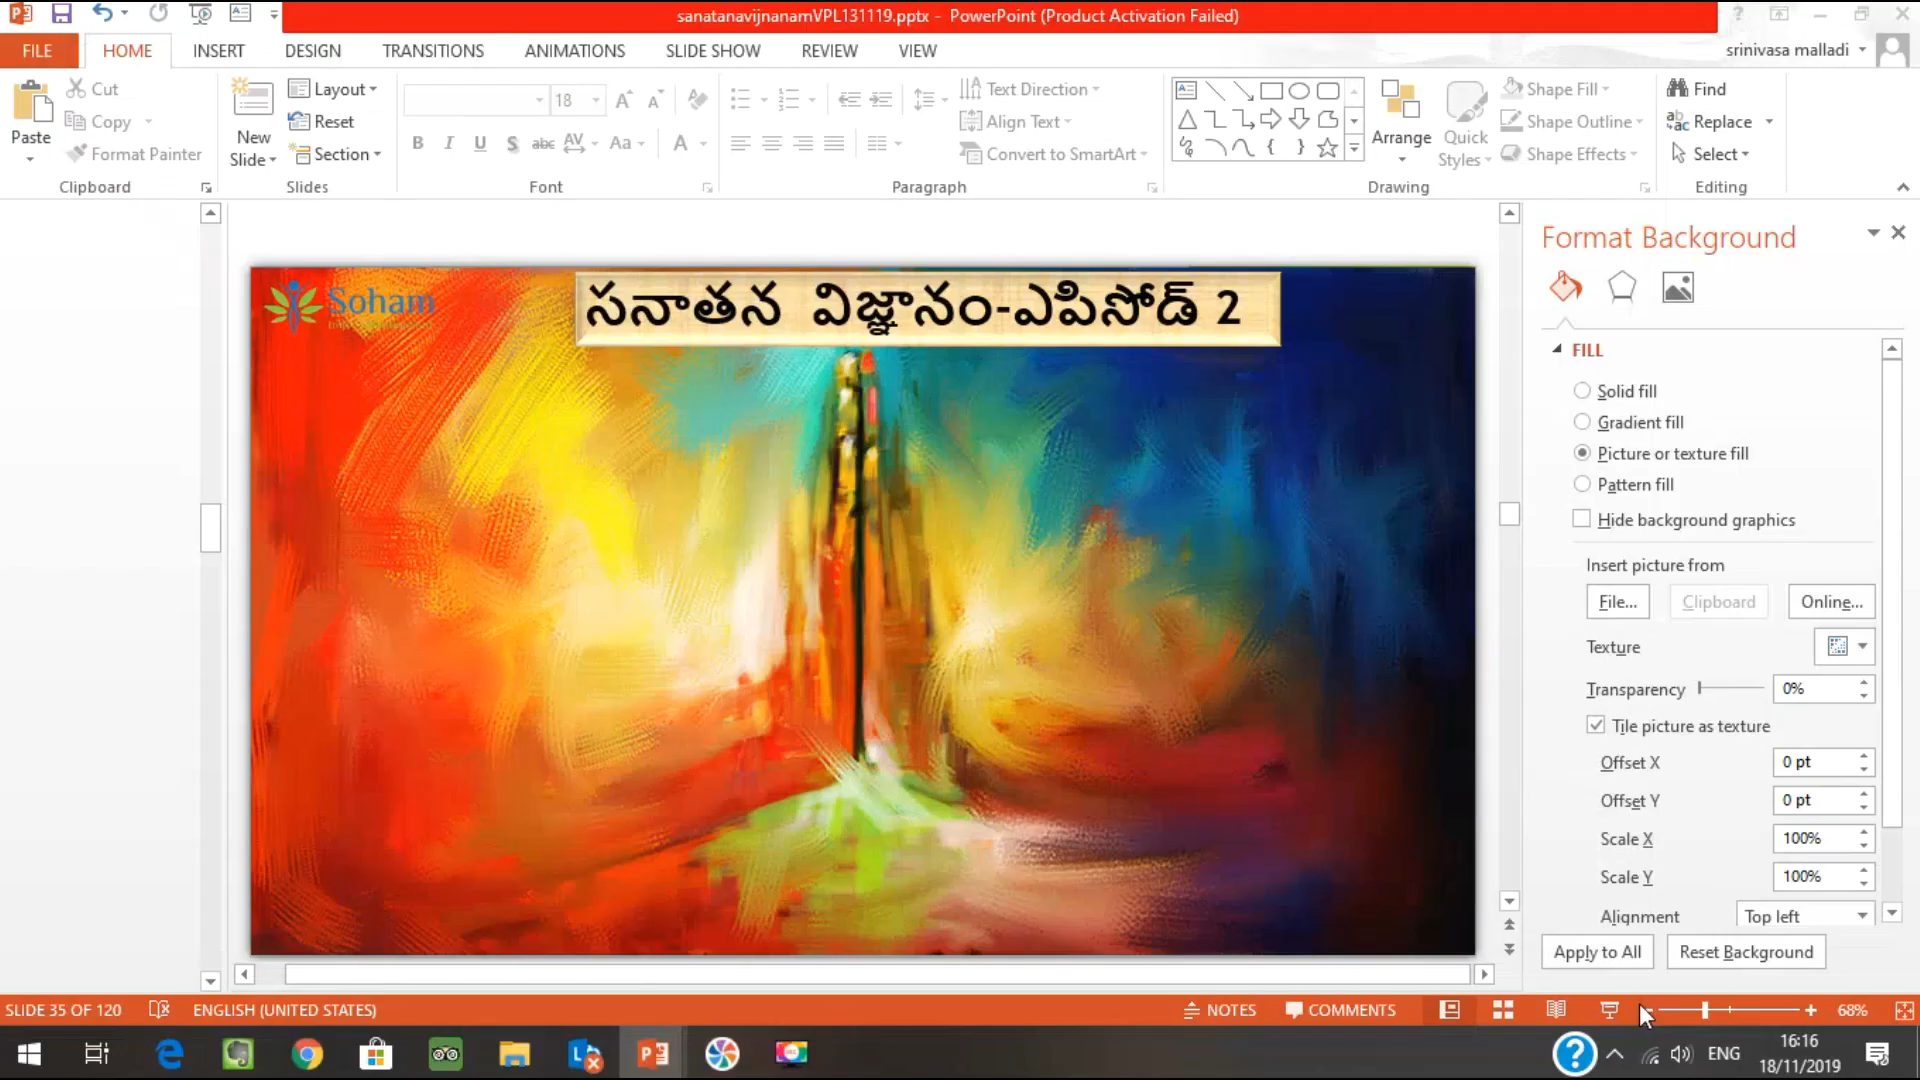 sanatanavijnanamVPL131119.pptx - PowerPoint (Product Activation Failed)
FILE HOME INSERT DESIGN TRANSITIONS ANIMATIONS SLIDE SHOW REVIEW VIEW
srinivasa malladi
Paste
Cut
Copy
Format Painter
Clipboard
New Slide
Layout
Reset
Section
Slides
18
B I U S abc AV Aa A
Font
Text Direction
Align Text
Convert to SmartArt
Paragraph
Arrange
Quick Styles
Shape Fill
Shape Outline
Shape Effects
Drawing
Find
Replace
Select
Editing
Soham
సనాతన విజ్ఞానం-ఎపిసోడ్ 2
Format Background
FILL
Solid fill
Gradient fill
Picture or texture fill
Pattern fill
Hide background graphics
Insert picture from
File... Clipboard Online...
Texture
Transparency 0%
Tile picture as texture
Offset X 0 pt
Offset Y 0 pt
Scale X 100%
Scale Y 100%
Alignment Top left
Apply to All Reset Background
SLIDE 35 OF 120 ENGLISH (UNITED STATES) NOTES COMMENTS 68%
ENG
16:16
18/11/2019